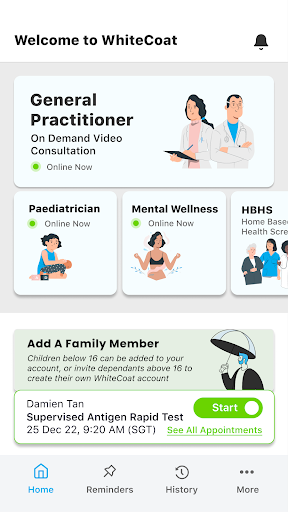 Welcome to WhiteCoat
General
Practitioner
On Demand Video
Consultation
Online Now
Paediatrician
Online Now
Mental Wellness
Online Now
HBHS
Home Based
Health Scre
Add A Family Member
Children below 16 can be added to your
account, or invite dependants above 16 to
create their own WhiteCoat account
Damien Tan
Supervised Antigen Rapid Test
25 Dec 22, 9:20 AM (SGT)
Start
See All Appointments
Home
Reminders
History
More